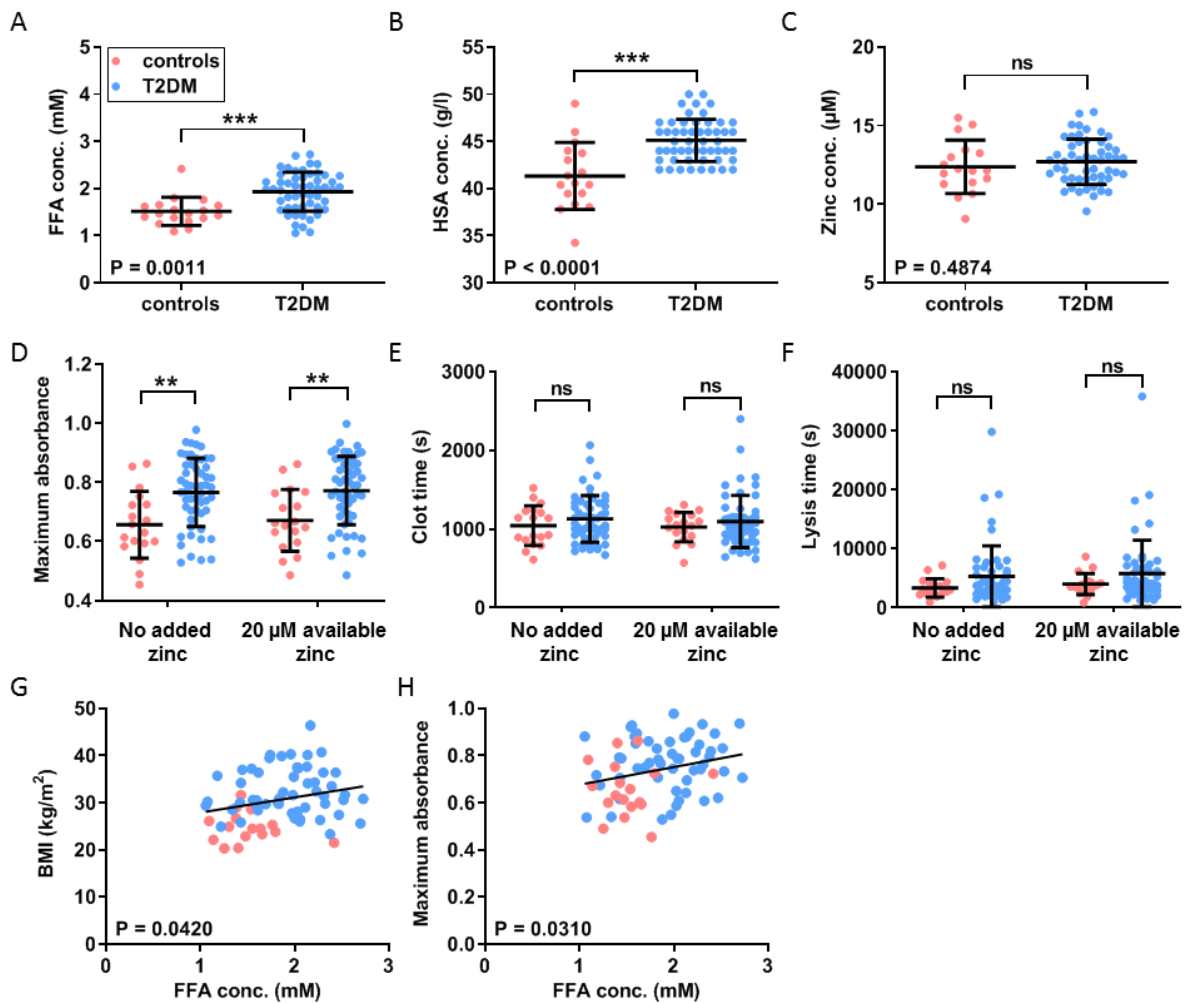 A
FFA conc. (mM)
5
4
3
2
1
0
controls
T2DM
***
P = 0.0011
controls
T2DM
B
HSA conc. (g/l)
55
50
45
40
35
30
***
P < 0.0001
controls
T2DM
C
Zinc conc. (µM)
20
15
10
5
ns
P = 0.4874
controls
T2DM
D
Maximum absorbance
1.2
1.0
0.8
0.6
0.4
**
**
No added
zinc
20 µM available
zinc
E
Clot time (s)
3000
2000
1000
0
ns
ns
No added
zinc
20 µM available
zinc
F
Lysis time (s)
40000
30000
20000
10000
0
ns
ns
No added
zinc
20 µM available
zinc
G
BMI (kg/m²)
50
40
30
20
10
0
P = 0.0420
0
1
2
3
FFA conc. (mM)
H
Maximum absorbance
1.0
0.8
0.6
0.4
0.2
0.0
P = 0.0310
0
1
2
3
FFA conc. (mM)